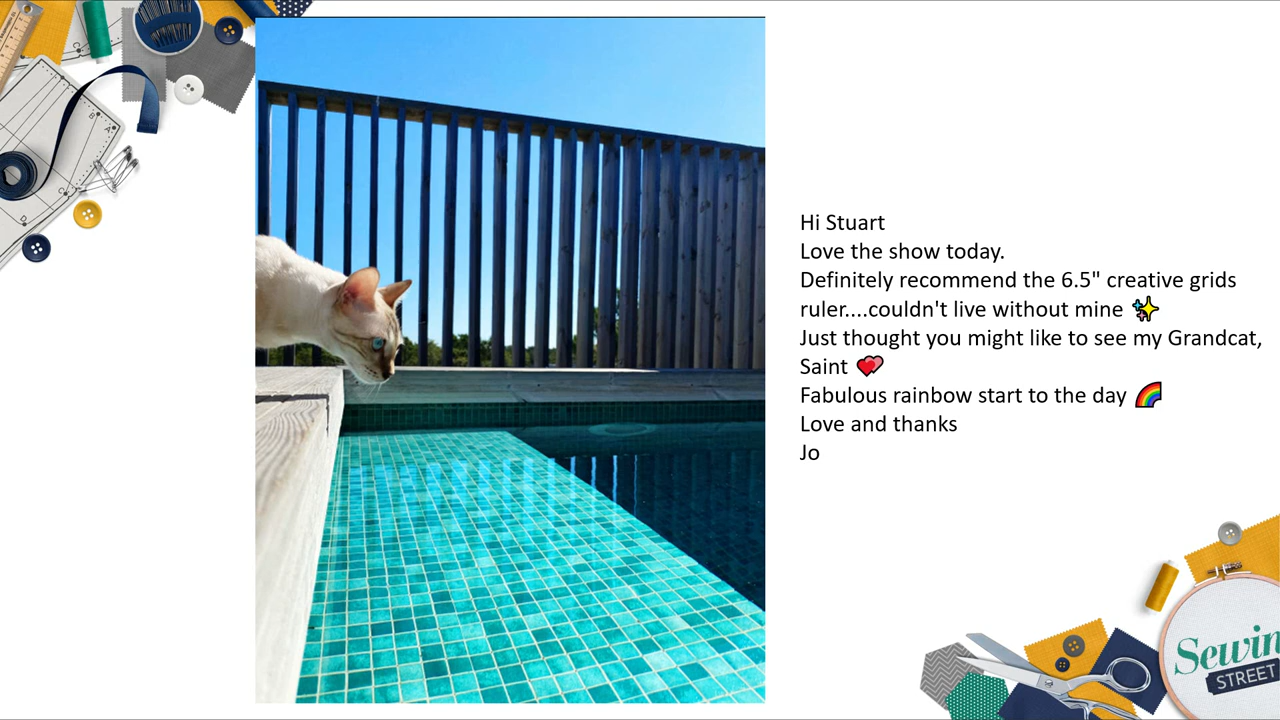 Hi Stuart
Love the show today.
Definitely recommend the 6.5" creative grids
ruler....couldn't live without mine ✨
Just thought you might like to see my Grandcat,
Saint 💕
Fabulous rainbow start to the day 🌈
Love and thanks
Jo
Sewin
STREET